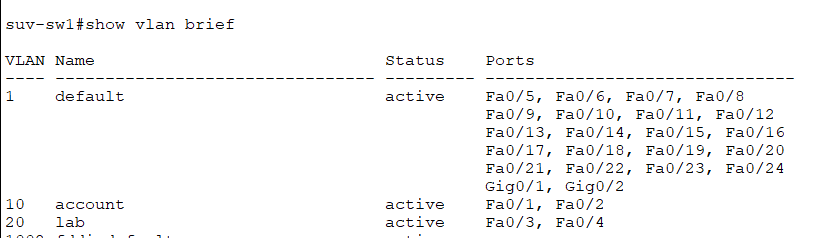 suv-sw1#show vlan brief
VLAN Name Status Ports
---- -------------------------------- --------- -------------------------------
1 default active Fa0/5, Fa0/6, Fa0/7, Fa0/8
Fa0/9, Fa0/10, Fa0/11, Fa0/12
Fa0/13, Fa0/14, Fa0/15, Fa0/16
Fa0/17, Fa0/18, Fa0/19, Fa0/20
Fa0/21, Fa0/22, Fa0/23, Fa0/24
Gig0/1, Gig0/2
10 account active Fa0/1, Fa0/2
20 lab active Fa0/3, Fa0/4